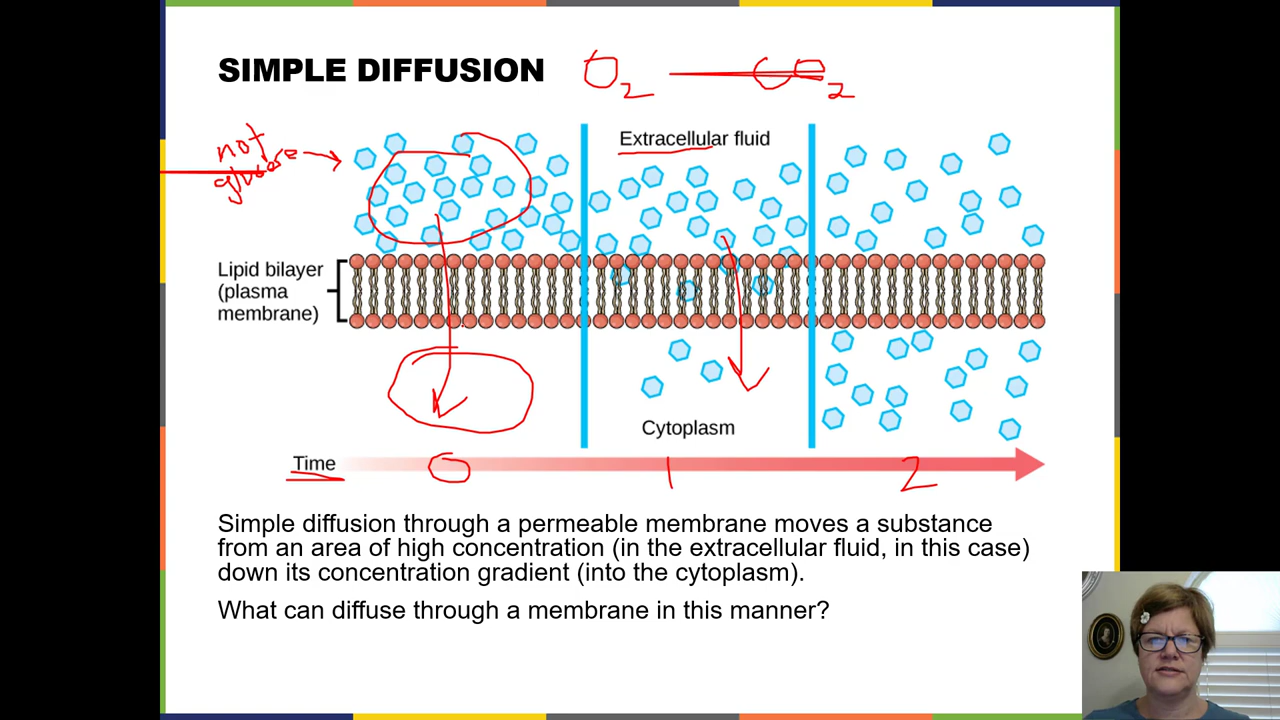 SIMPLE DIFFUSION
O2 CO2
not
glucose
Extracellular fluid
Lipid bilayer
(plasma
membrane)
Cytoplasm
Time
0 1 2
Simple diffusion through a permeable membrane moves a substance
from an area of high concentration (in the extracellular fluid, in this case)
down its concentration gradient (into the cytoplasm).
What can diffuse through a membrane in this manner?